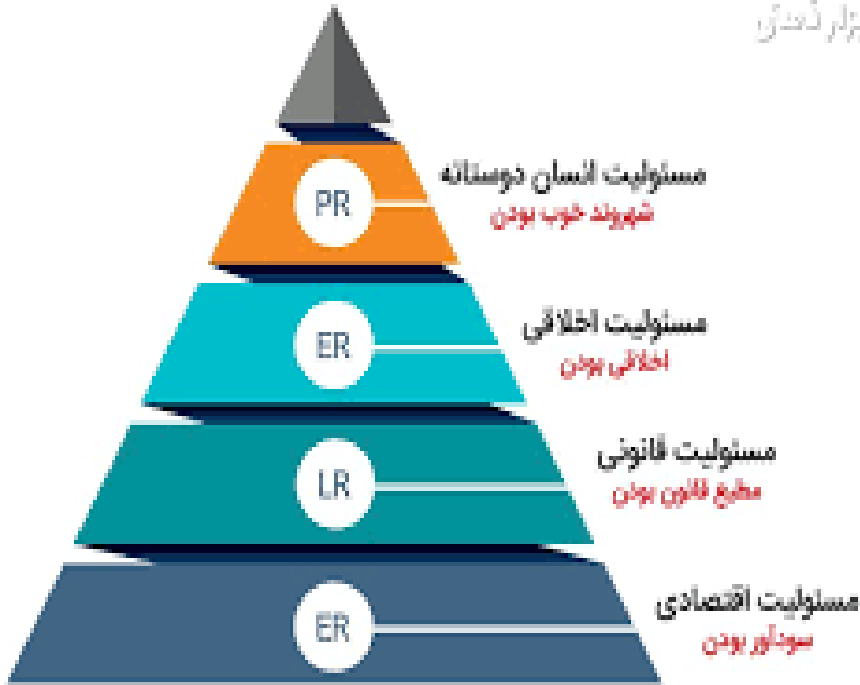 PR
مسئولیت انسان دوستانه
شهروند خوب بودن
ER
مسئولیت اخلاقی
اخلاقی بودن
LR
مسئولیت قانونی
مطیع قانون بودن
ER
مسئولیت اقتصادی
سودآور بودن